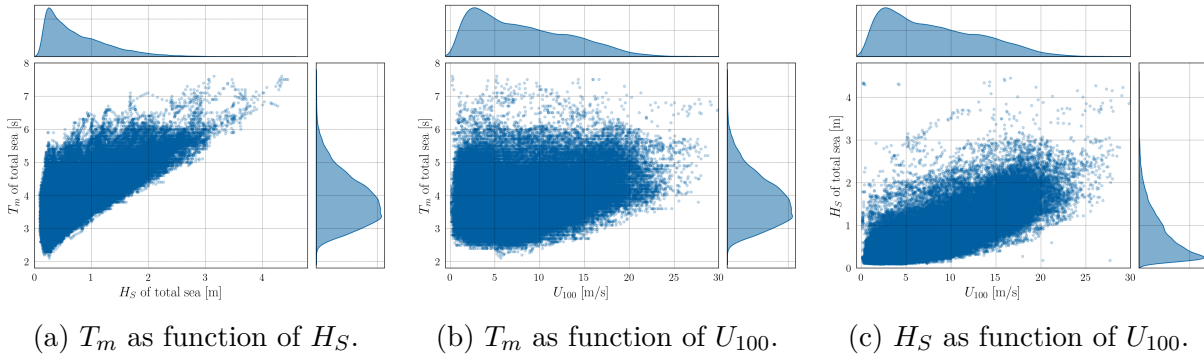 8
7
6
5
4
3
2
T_m of total sea [s]
0 1 2 3 4
H_S of total sea [m]
(a) T_m as function of H_S.
8
7
6
5
4
3
2
T_m of total sea [s]
0 5 10 15 20 25 30
U_100 [m/s]
(b) T_m as function of U_100.
4
3
2
1
0
H_S of total sea [m]
0 5 10 15 20 25 30
U_100 [m/s]
(c) H_S as function of U_100.